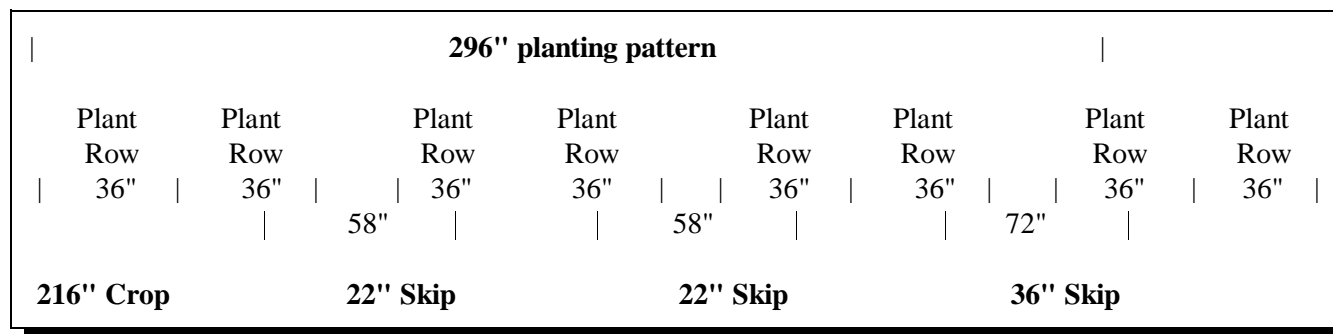 296" planting pattern
Plant Plant Plant Plant Plant Plant Plant Plant
Row Row Row Row Row Row Row Row
| 36" | 36" | | 36" | 36" | | 36" | 36" | | 36" | 36" |
| 58" | | 58" | | 72" |
216" Crop 22" Skip 22" Skip 36" Skip